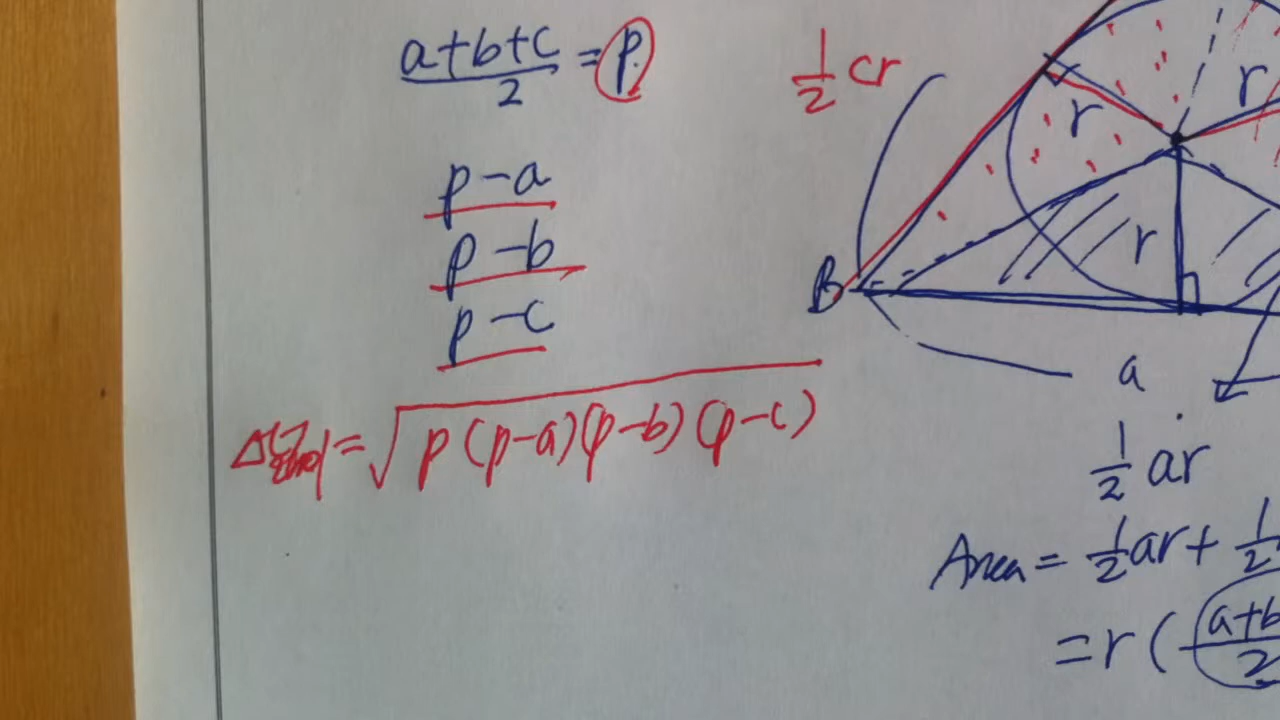 a+b+c/2 = p
p-a
p-b
p-c
Δ = √p(p-a)(p-b)(p-c)
1/2 cr
r
r
r
B
a
1/2 ar
Area = 1/2 ar + 1/2
= r (a+b/2